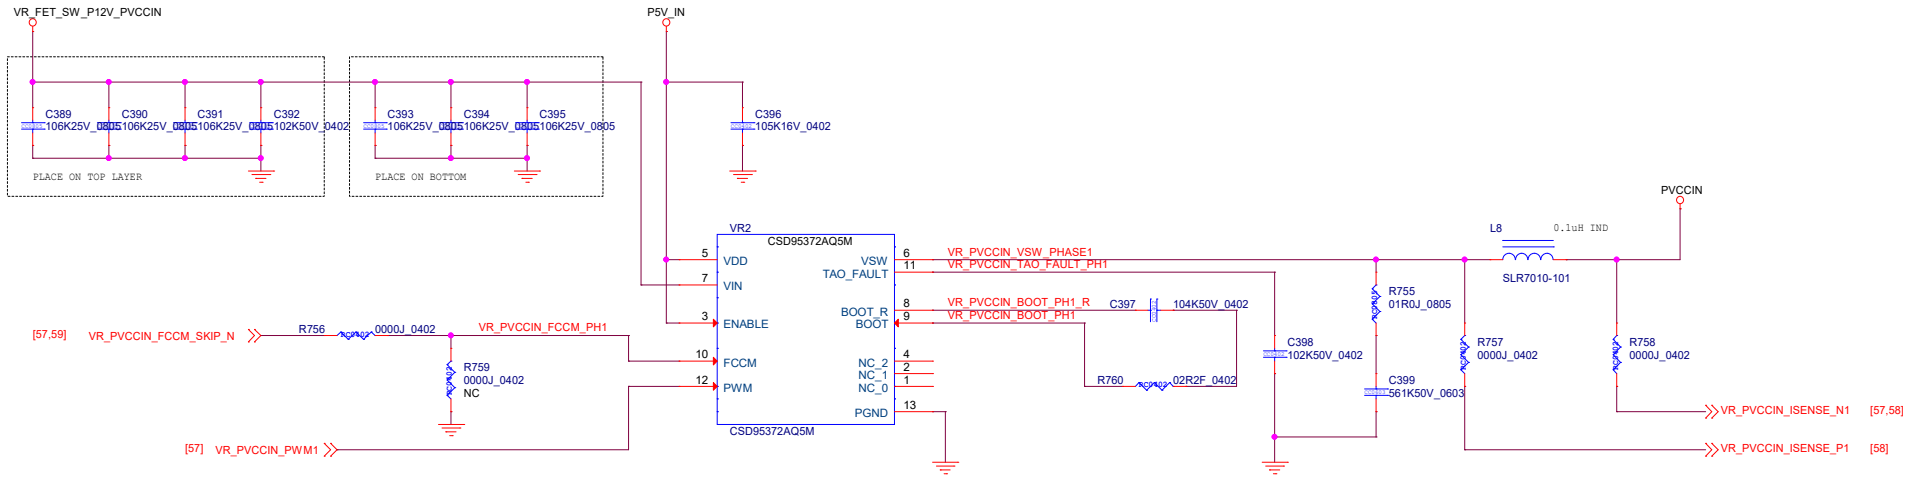 VR_FET_SW_P12V_PVCCIN
P5V_IN
C389
106K25V_0805
C390
106K25V_0805
C391
106K25V_0805
C392
102K50V_0402
C393
106K25V_0805
C394
106K25V_0805
C395
106K25V_0805
C396
105K16V_0402
PLACE ON TOP LAYER
PLACE ON BOTTOM
PVCCIN
VR2
CSD95372AQ5M
L8
0.1uH IND
SLR7010-101
5
VDD
7
VIN
3
ENABLE
10
FCCM
12
PWM
VSW
6
VR_PVCCIN_VSW_PHASE1
TAO_FAULT
11
VR_PVCCIN_TAO_FAULT_PH1
BOOT_R
8
VR_PVCCIN_BOOT_PH1_R
BOOT
9
VR_PVCCIN_BOOT_PH1
NC_2
4
NC_1
2
NC_0
1
PGND
13
CSD95372AQ5M
C397
104K50V_0402
R760
02R2F_0402
R755
01R0J_0805
C398
102K50V_0402
C399
561K50V_0603
R757
0000J_0402
R758
0000J_0402
[57,59]
VR_PVCCIN_FCCM_SKIP_N
R756
0000J_0402
VR_PVCCIN_FCCM_PH1
R759
0000J_0402
NC
[57]
VR_PVCCIN_PWM1
VR_PVCCIN_ISENSE_N1
[57,58]
VR_PVCCIN_ISENSE_P1
[58]